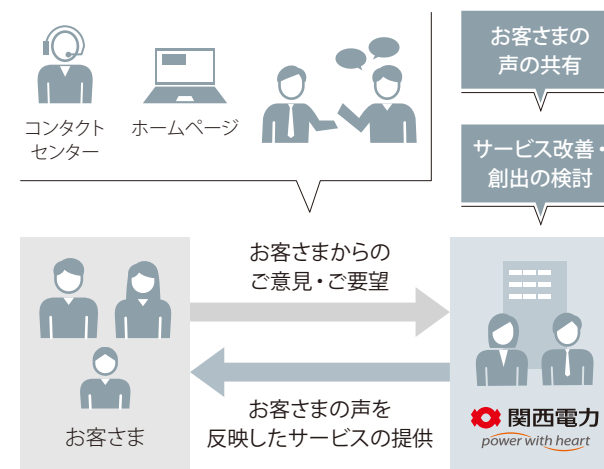 コンタクト
センター
ホームページ
お客さまの
声の共有
サービス改善・
創出の検討
お客さまからの
ご意見・ご要望
お客さまの声を
反映したサービスの提供
お客さま
関西電力
power with heart